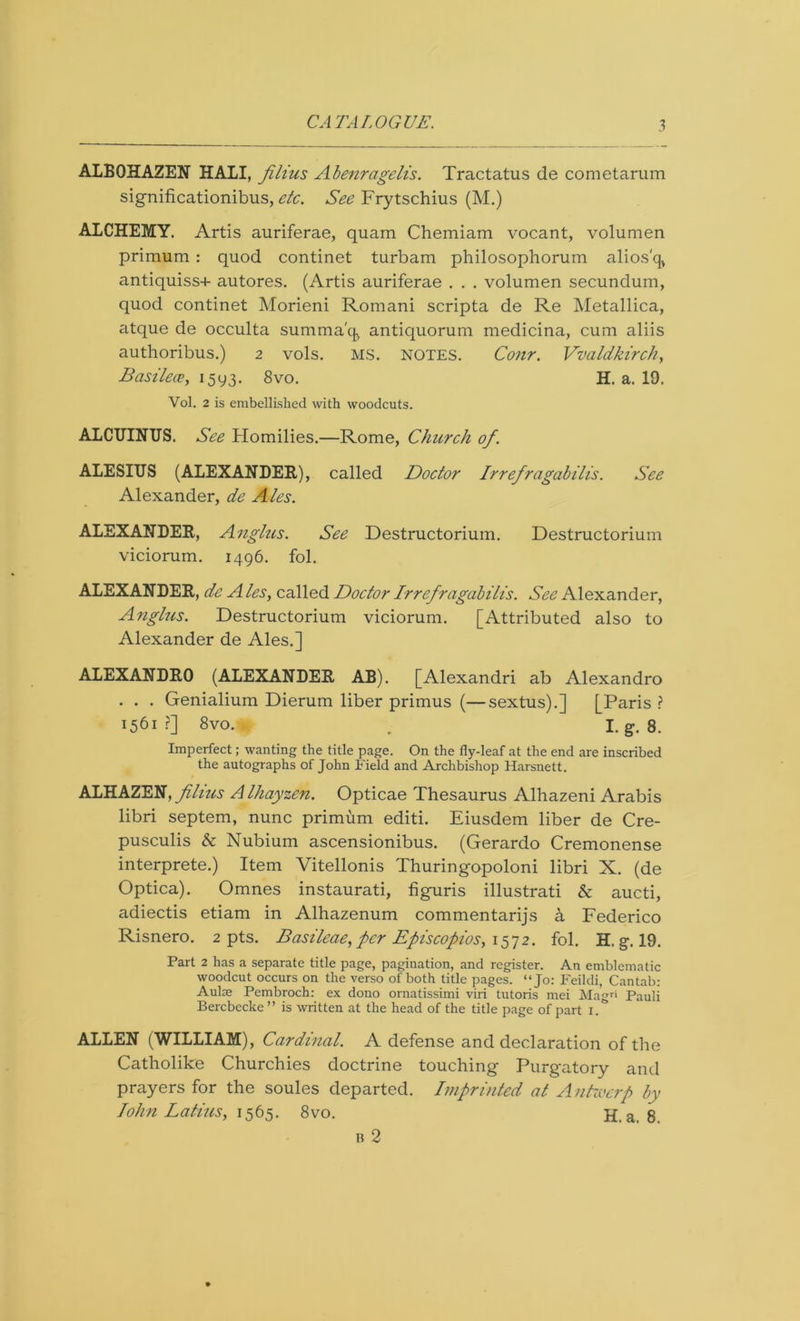 CATALOGUE. 3
ALBOHAZEN HALI, filius Abenragelis. Tractatus de cometarum
significationibus, etc. See Frytschius (M.)
ALCHEMY. Artis auriferae, quam Chemiam vocant, volumen
primum : quod continet turbam philosophorum alios'qꝫ
antiquiss+ autores. (Artis auriferae . . . volumen secundum,
quod continet Morieni Romani scripta de Re Metallica,
atque de occulta summa'qꝫ antiquorum medicina, cum aliis
authoribus.) 2 vols. MS. NOTES. Conr. Vvaldkirch,
Basileæ, 1593. 8vo. H. a. 19.
Vol. 2 is embellished with woodcuts.
ALCUINUS. See Homilies.—Rome, Church of.
ALESIUS (ALEXANDER), called Doctor Irrefragabilis. See
Alexander, de Ales.
ALEXANDER, Anglus. See Destructorium. Destructorium
viciorum. 1496. fol.
ALEXANDER, de Ales, called Doctor Irrefragabilis. See Alexander,
Anglus. Destructorium viciorum. [Attributed also to
Alexander de Ales.]
ALEXANDRO (ALEXANDER AB). [Alexandri ab Alexandro
. . . Genialium Dierum liber primus (—sextus).] [Paris ?
1561 ?] 8vo. I. g. 8.
Imperfect ; wanting the title page. On the fly-leaf at the end are inscribed
the autographs of John Field and Archbishop Harsnett.
ALHAZEN, filius Alhayzen. Opticae Thesaurus Alhazeni Arabis
libri septem, nunc primùm editi. Eiusdem liber de Cre-
pusculis & Nubium ascensionibus. (Gerardo Cremonense
interprete.) Item Vitellonis Thuringopoloni libri X. (de
Optica). Omnes instaurati, figuris illustrati & aucti,
adiectis etiam in Alhazenum commentarijs à Federico
Risnero. 2 pts. Basileae, per Episcopios, 1572. fol. H. g. 19.
Part 2 has a separate title page, pagination, and register. An emblematic
woodcut occurs on the verso of both title pages. “Jo: Feildi, Cantab:
Aulæ Pembroch: ex dono ornatissimi viri tutoris mei Magri Pauli
Bercbecke” is written at the head of the title page of part 1.
ALLEN (WILLIAM), Cardinal. A defense and declaration of the
Catholike Churchies doctrine touching Purgatory and
prayers for the soules departed. Imprinted at Antwerp by
Iohn Latius, 1565. 8vo. H. a. 8.
B 2